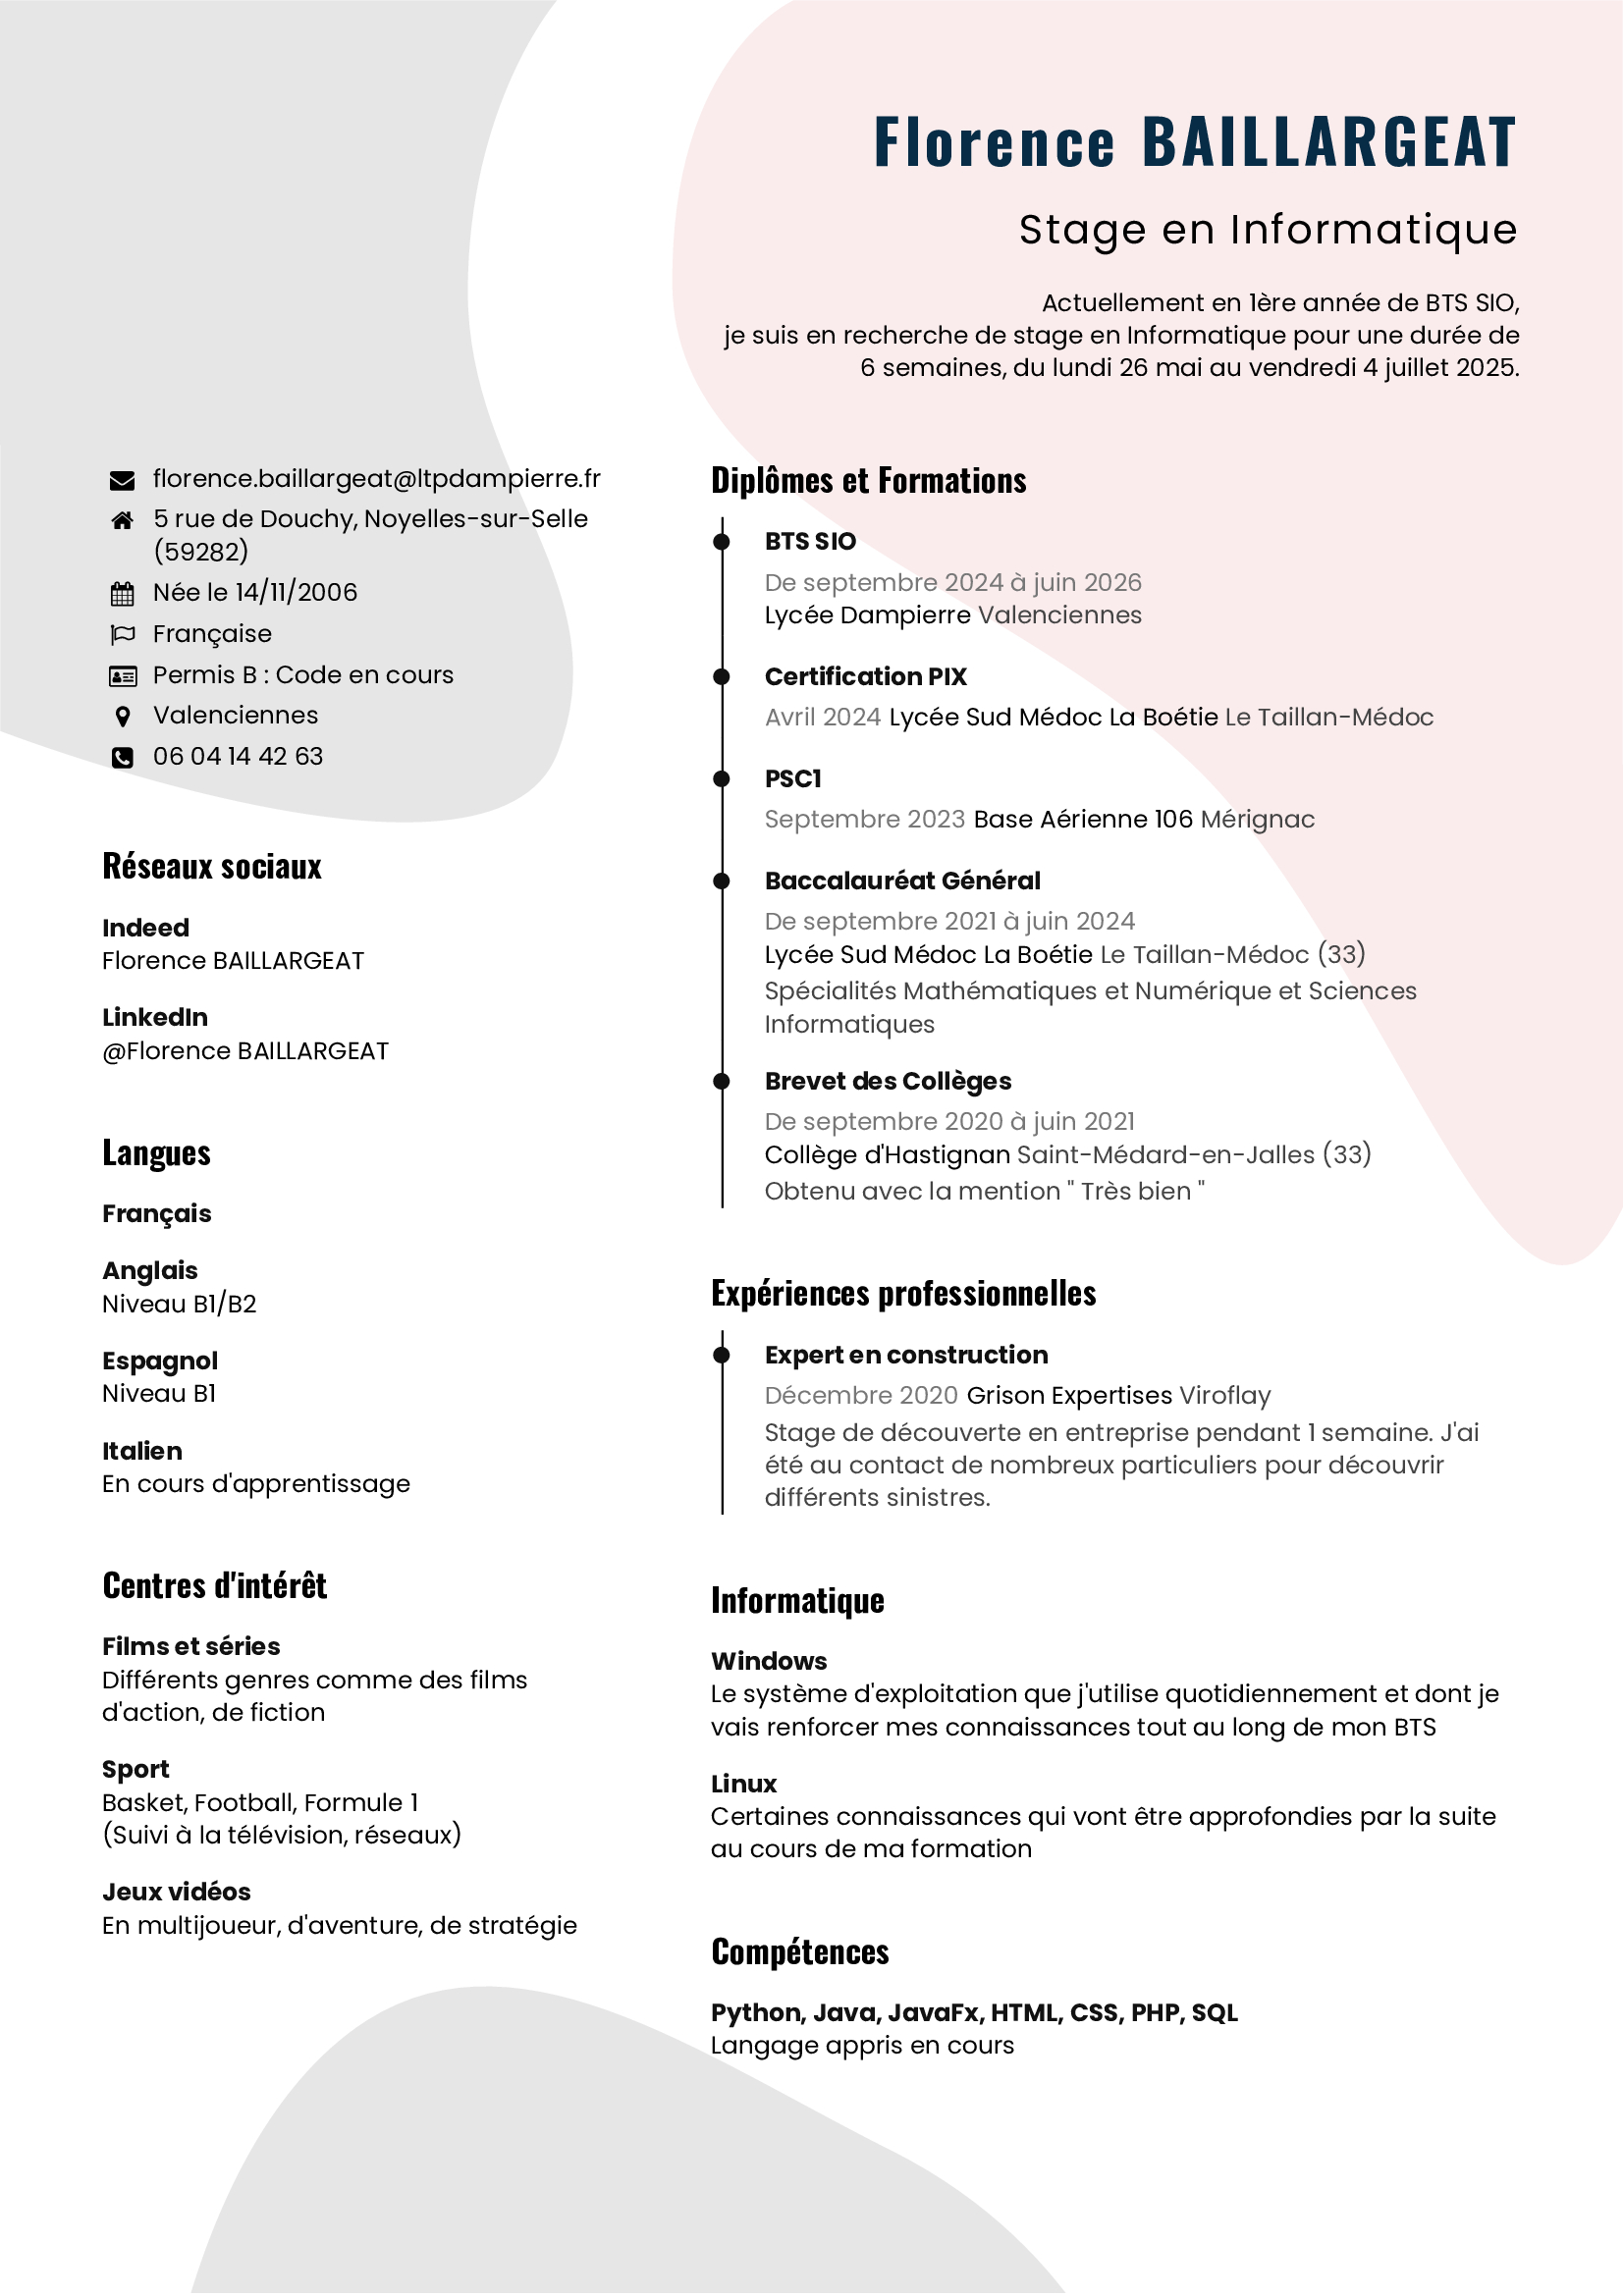 Florence BAILLARGEAT
Stage en Informatique
Actuellement en 1ère année de BTS SIO,
je suis en recherche de stage en Informatique pour une durée de
6 semaines, du lundi 26 mai au vendredi 4 juillet 2025.
florence.baillargeat@ltpdampierre.fr
5 rue de Douchy, Noyelles-sur-Selle
(59282)
Née le 14/11/2006
Française
Permis B : Code en cours
Valenciennes
06 04 14 42 63
Réseaux sociaux
Indeed
Florence BAILLARGEAT
LinkedIn
@Florence BAILLARGEAT
Langues
Français
Anglais
Niveau B1/B2
Espagnol
Niveau B1
Italien
En cours d'apprentissage
Centres d'intérêt
Films et séries
Différents genres comme des films
d'action, de fiction
Sport
Basket, Football, Formule 1
(Suivi à la télévision, réseaux)
Jeux vidéos
En multijoueur, d'aventure, de stratégie
Diplômes et Formations
BTS SIO
De septembre 2024 à juin 2026
Lycée Dampierre Valenciennes
Certification PIX
Avril 2024 Lycée Sud Médoc La Boétie Le Taillan-Médoc
PSC1
Septembre 2023 Base Aérienne 106 Mérignac
Baccalauréat Général
De septembre 2021 à juin 2024
Lycée Sud Médoc La Boétie Le Taillan-Médoc (33)
Spécialités Mathématiques et Numérique et Sciences
Informatiques
Brevet des Collèges
De septembre 2020 à juin 2021
Collège d'Hastignan Saint-Médard-en-Jalles (33)
Obtenu avec la mention " Très bien "
Expériences professionnelles
Expert en construction
Décembre 2020 Grison Expertises Viroflay
Stage de découverte en entreprise pendant 1 semaine. J'ai
été au contact de nombreux particuliers pour découvrir
différents sinistres.
Informatique
Windows
Le système d'exploitation que j'utilise quotidiennement et dont je
vais renforcer mes connaissances tout au long de mon BTS
Linux
Certaines connaissances qui vont être approfondies par la suite
au cours de ma formation
Compétences
Python, Java, JavaFx, HTML, CSS, PHP, SQL
Langage appris en cours